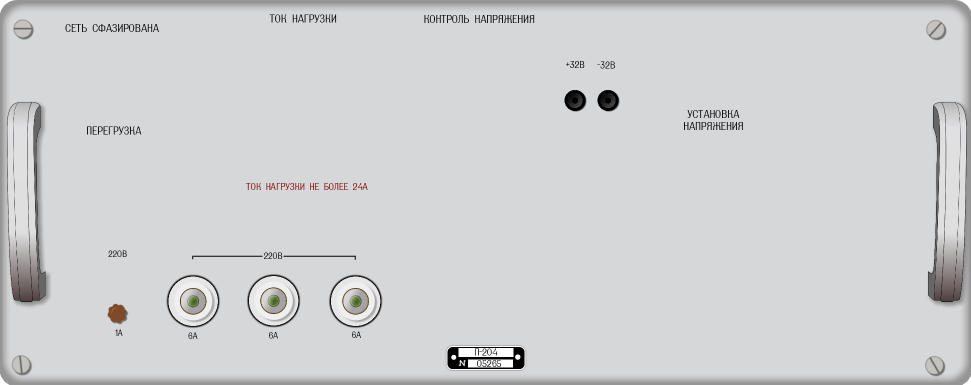 СЕТЬ СФАЗИРОВАНА
ТОК НАГРУЗКИ
КОНТРОЛЬ НАПРЯЖЕНИЯ
+32В
-32В
УСТАНОВКА
НАПРЯЖЕНИЯ
ПЕРЕГРУЗКА
ТОК НАГРУЗКИ НЕ БОЛЕЕ 24А
220В
220В
1А
6А
6А
6А
П-204
N 05265